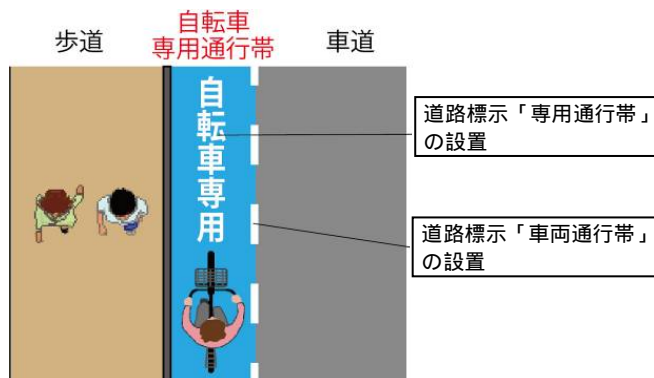 歩道
自転車
専用通行帯
車道
自転車専用
道路標示「専用通行帯」
の設置
道路標示「車両通行帯」
の設置